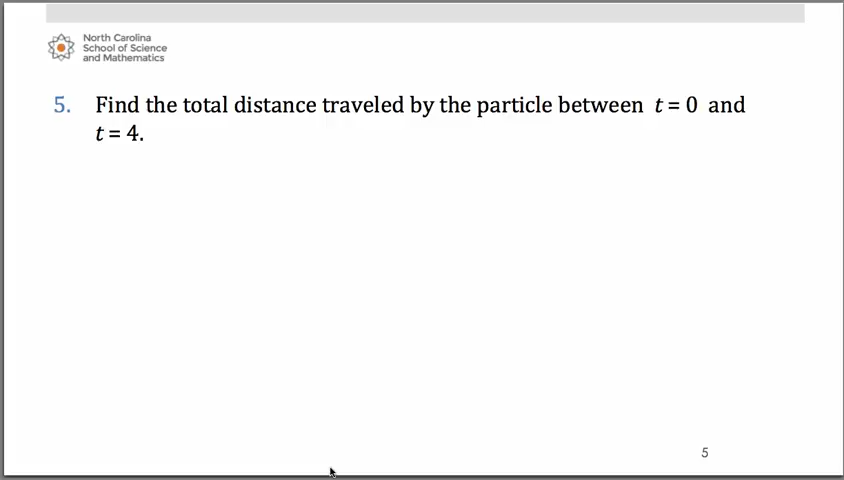 North Carolina
School of Science
and Mathematics
5. Find the total distance traveled by the particle between t = 0 and
t = 4.
5